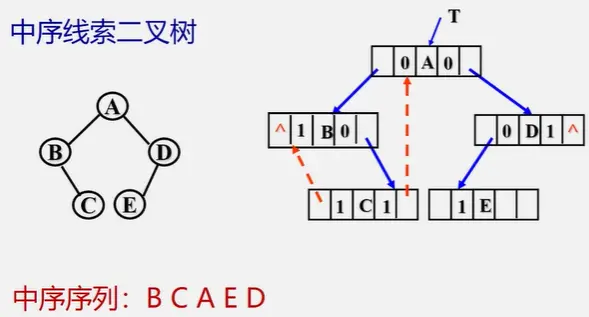 中序线索二叉树
T
0 A 0
A
^ 1 B 0
0 D 1 ^
B D
C E
1 C 1
1 E
中序序列：B C A E D